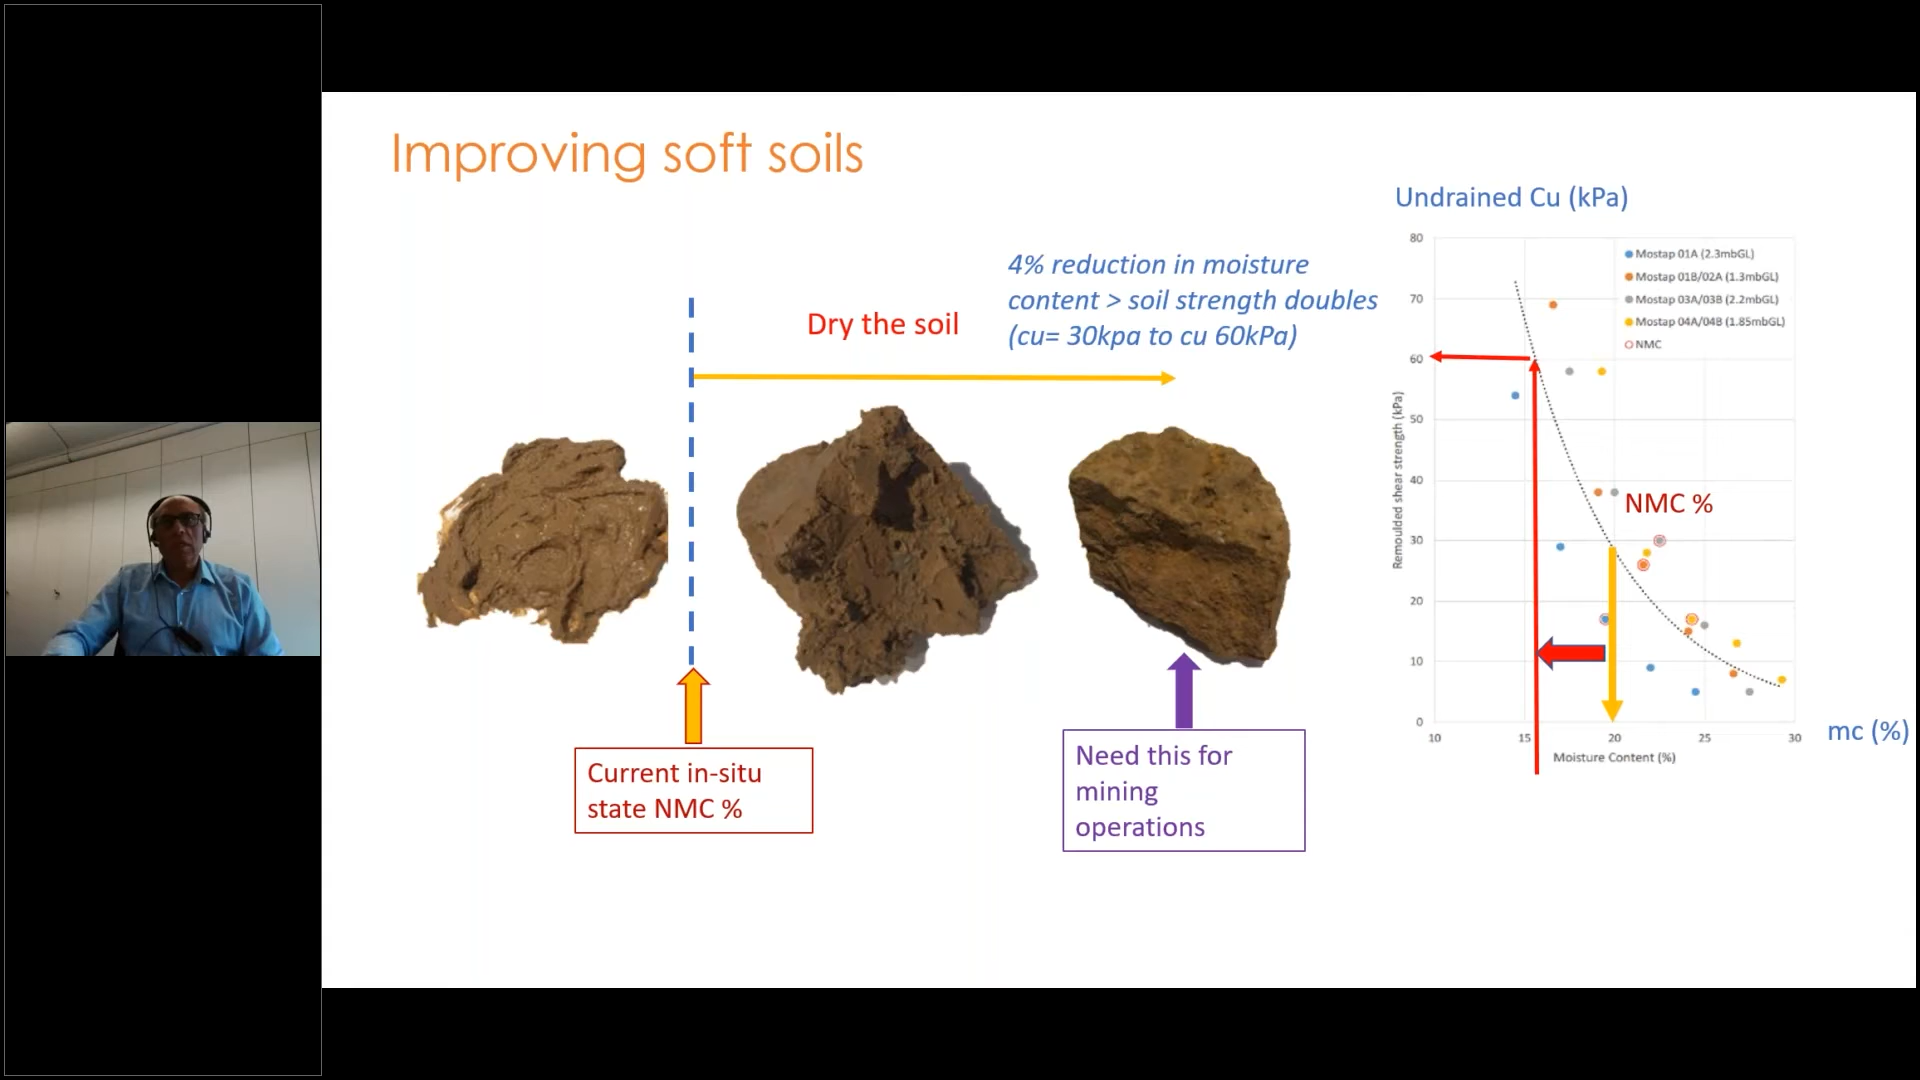 Improving soft soils
Undrained Cu (kPa)
4% reduction in moisture
content > soil strength doubles
(cu= 30kpa to cu 60kPa)
Dry the soil
Current in-situ
state NMC %
Need this for
mining
operations
80
70
60
50
40
30
20
10
0
Remoulded shear strength (kPa)
Mostap 01A (2.3mbGL)
Mostap 01B/02A (1.3mbGL)
Mostap 03A/03B (2.2mbGL)
Mostap 04A/04B (1.85mbGL)
NMC
NMC %
10 15 20 25 30
Moisture Content (%)
mc (%)